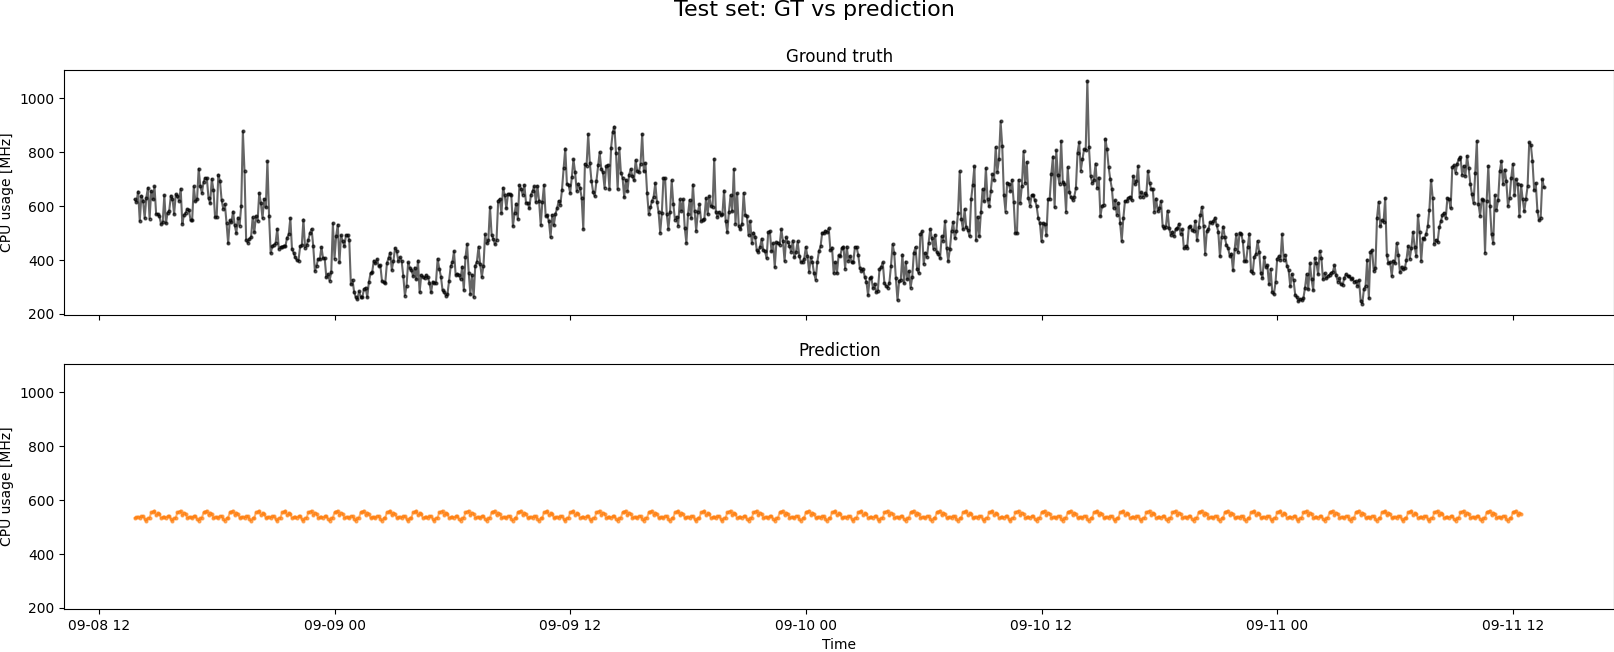 Test set: GT vs prediction
Ground truth
CPU usage [MHz]
1000
800
600
400
200
Prediction
CPU usage [MHz]
1000
800
600
400
200
09-08 12 09-09 00 09-09 12 09-10 00 09-10 12 09-11 00 09-11 12
Time